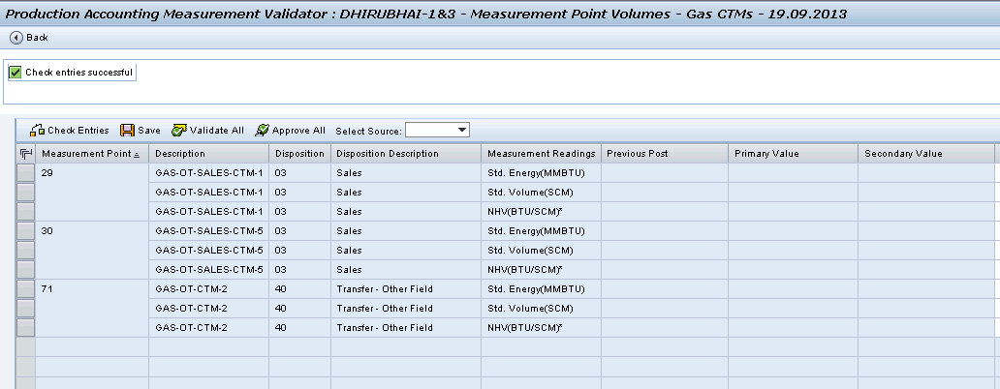 Production Accounting Measurement Validator : DHIRUBHAI-1&3 - Measurement Point Volumes - Gas CTMs - 19.09.2013
Back
Check entries successful
Check Entries Save Validate All Approve All Select Source:
Measurement Point Description Disposition Disposition Description Measurement Readings Previous Post Primary Value Secondary Value
29 GAS-OT-SALES-CTM-1 03 Sales Std. Energy(MMBTU)
GAS-OT-SALES-CTM-1 03 Sales Std. Volume(SCM)
GAS-OT-SALES-CTM-1 03 Sales NHV(BTU/SCM)*
30 GAS-OT-SALES-CTM-5 03 Sales Std. Energy(MMBTU)
GAS-OT-SALES-CTM-5 03 Sales Std. Volume(SCM)
GAS-OT-SALES-CTM-5 03 Sales NHV(BTU/SCM)*
71 GAS-OT-CTM-2 40 Transfer - Other Field Std. Energy(MMBTU)
GAS-OT-CTM-2 40 Transfer - Other Field Std. Volume(SCM)
GAS-OT-CTM-2 40 Transfer - Other Field NHV(BTU/SCM)*